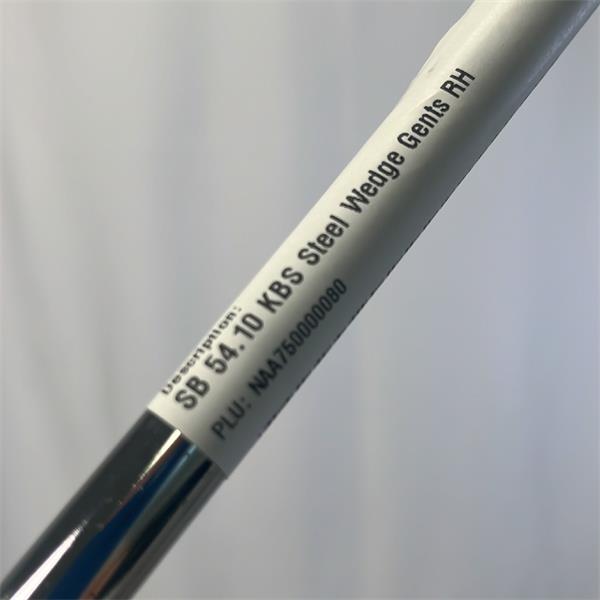 Description:
SB 54.10 KBS Steel Wedge Gents RH
PLU: NAA750000080